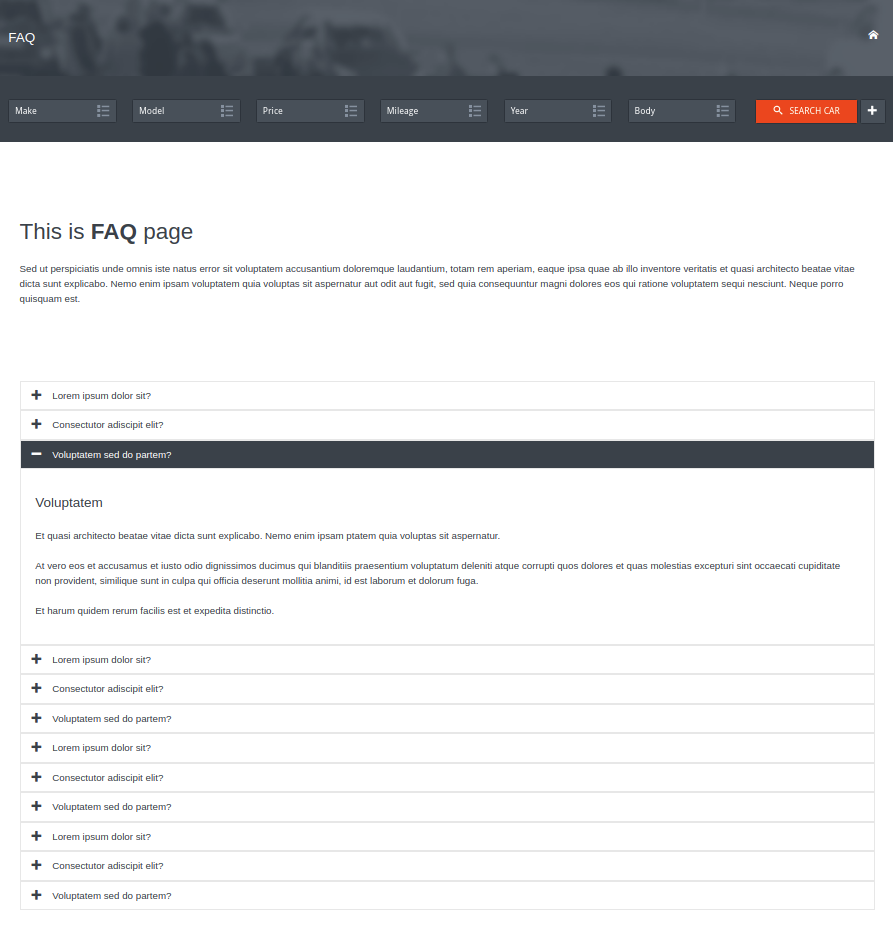 FAQ
Make Model Price Mileage Year Body SEARCH CAR
This is FAQ page
Sed ut perspiciatis unde omnis iste natus error sit voluptatem accusantium doloremque laudantium, totam rem aperiam, eaque ipsa quae ab illo inventore veritatis et quasi architecto beatae vitae
dicta sunt explicabo. Nemo enim ipsam voluptatem quia voluptas sit aspernatur aut odit aut fugit, sed quia consequuntur magni dolores eos qui ratione voluptatem sequi nesciunt. Neque porro
quisquam est.
Lorem ipsum dolor sit?
Consectutor adiscipit elit?
Voluptatem sed do partem?
Voluptatem
Et quasi architecto beatae vitae dicta sunt explicabo. Nemo enim ipsam ptatem quia voluptas sit aspernatur.
At vero eos et accusamus et iusto odio dignissimos ducimus qui blanditiis praesentium voluptatum deleniti atque corrupti quos dolores et quas molestias excepturi sint occaecati cupiditate
non provident, similique sunt in culpa qui officia deserunt mollitia animi, id est laborum et dolorum fuga.
Et harum quidem rerum facilis est et expedita distinctio.
Lorem ipsum dolor sit?
Consectutor adiscipit elit?
Voluptatem sed do partem?
Lorem ipsum dolor sit?
Consectutor adiscipit elit?
Voluptatem sed do partem?
Lorem ipsum dolor sit?
Consectutor adiscipit elit?
Voluptatem sed do partem?